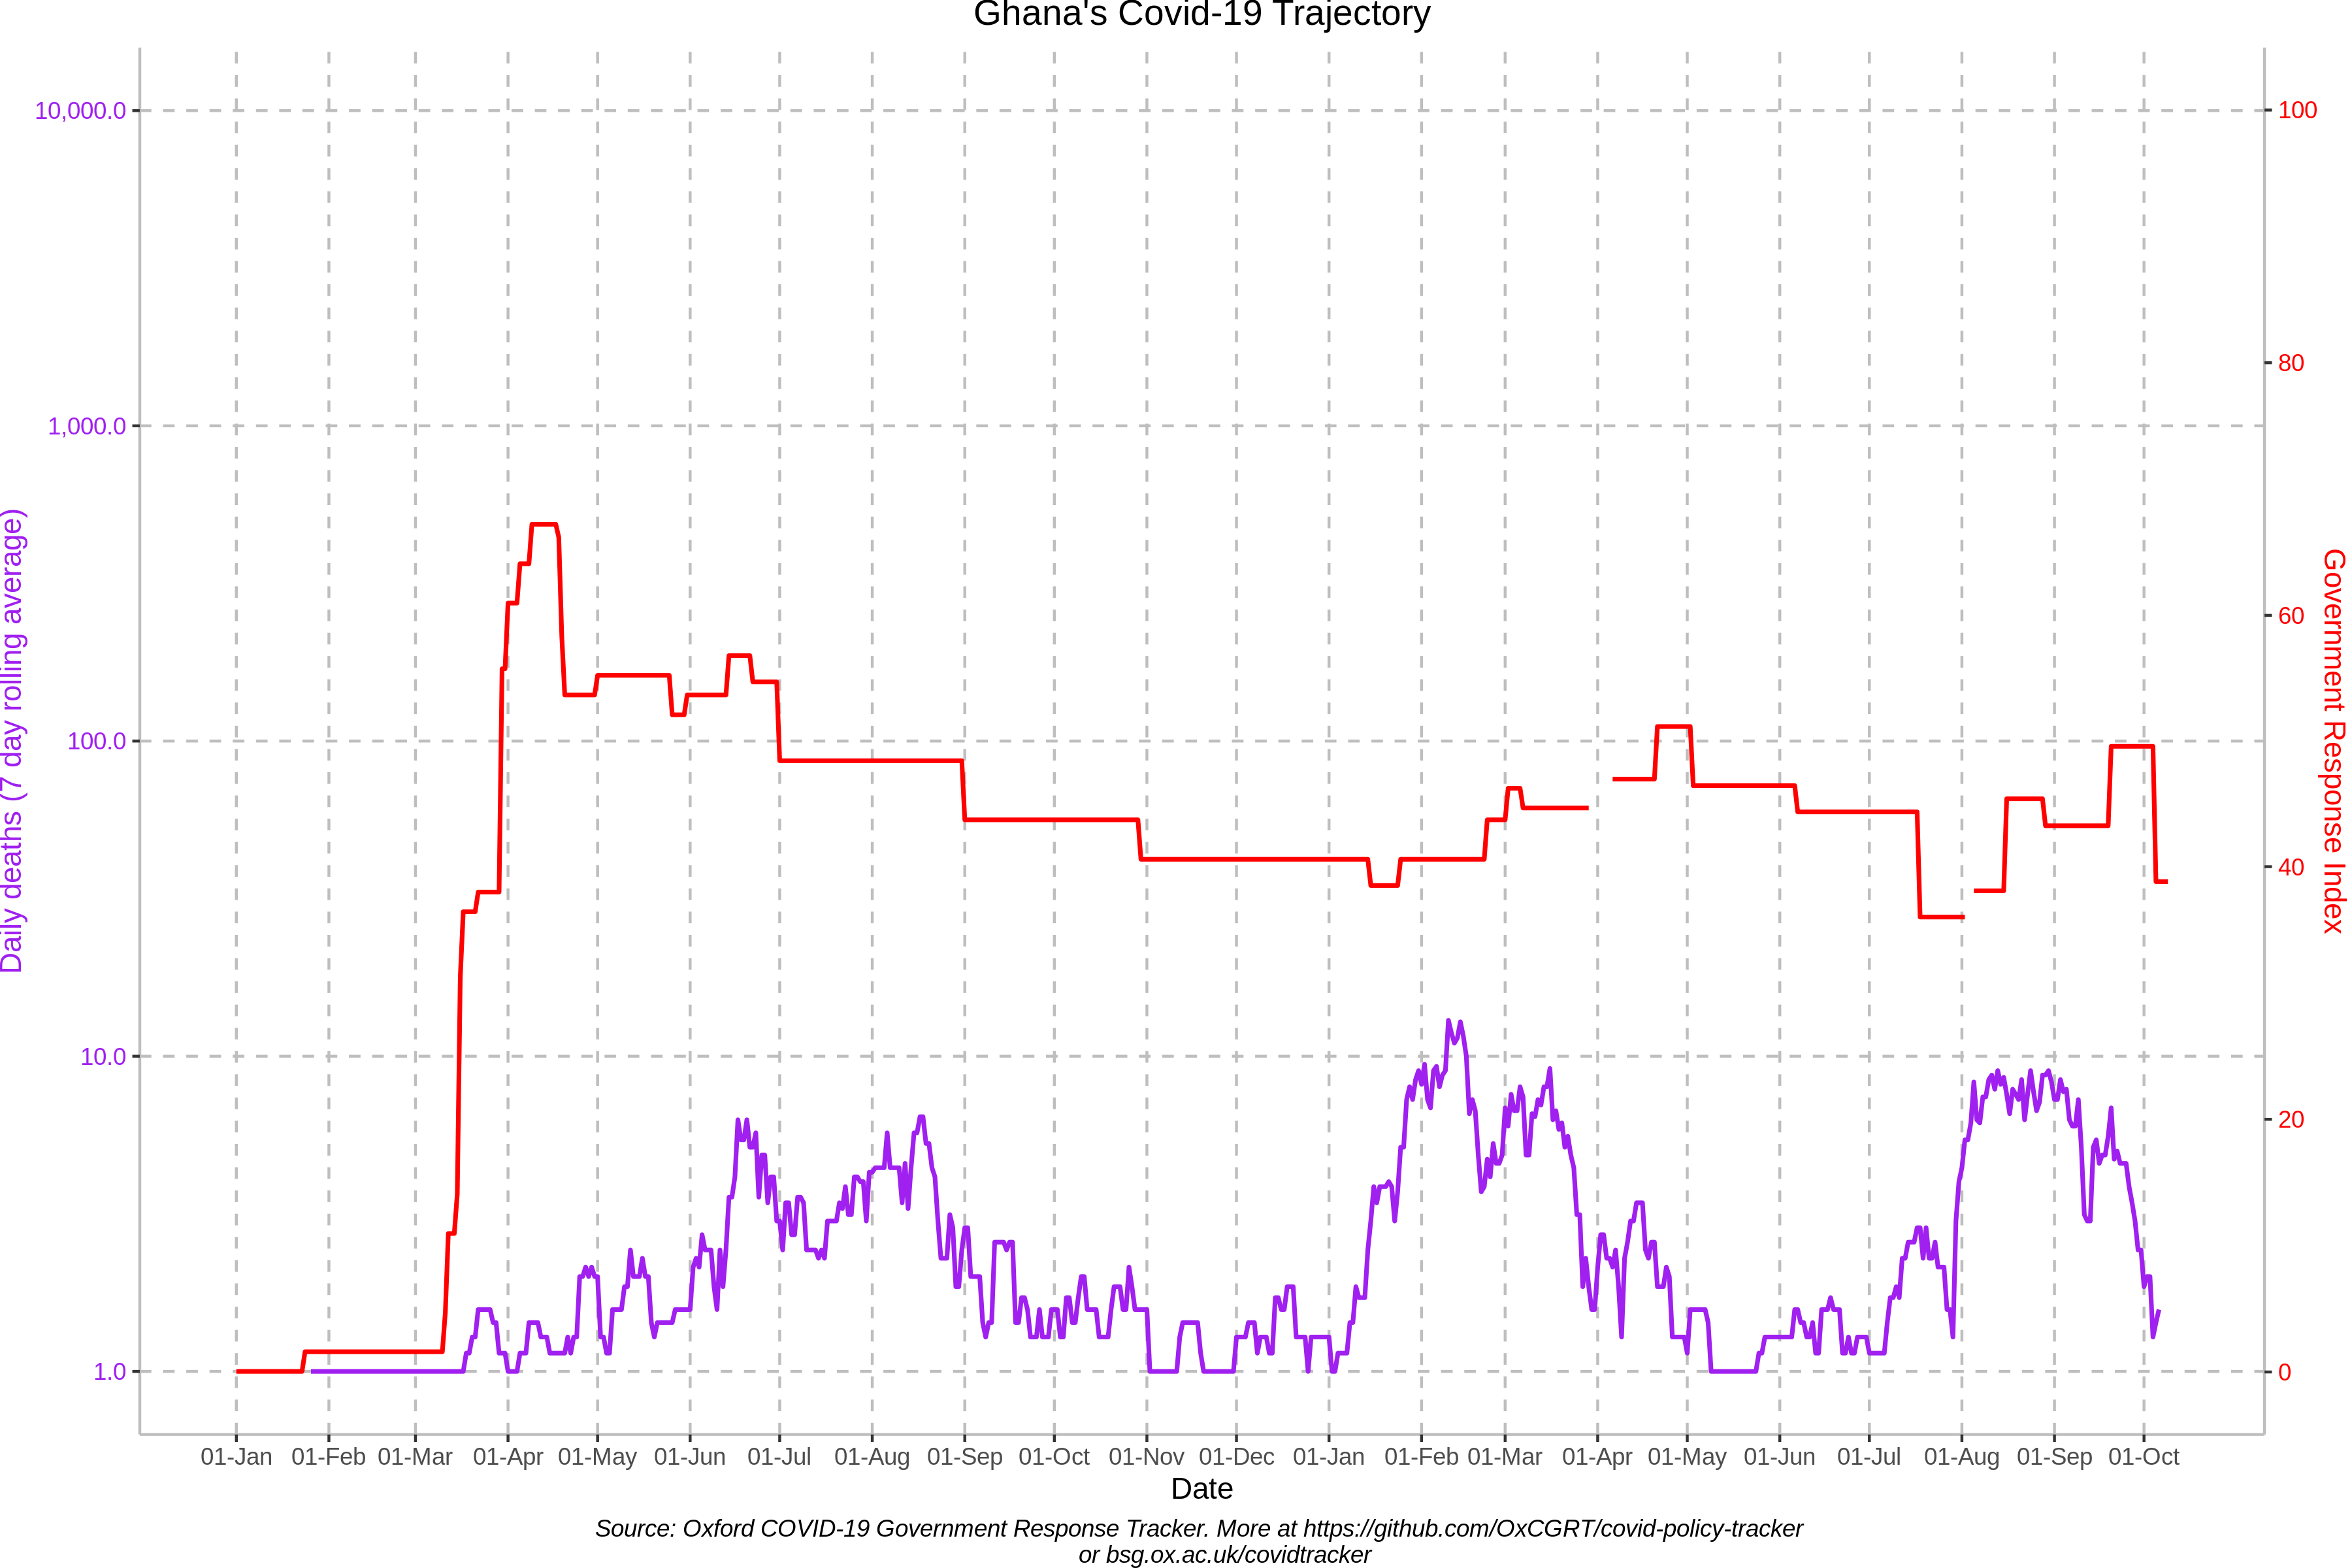 Ghana's Covid-19 Trajectory
10,000.0
1,000.0
100.0
10.0
1.0
Daily deaths (7 day rolling average)
100
80
60
40
20
0
Government Response Index
01-Jan 01-Feb 01-Mar 01-Apr 01-May 01-Jun 01-Jul 01-Aug 01-Sep 01-Oct 01-Nov 01-Dec 01-Jan 01-Feb 01-Mar 01-Apr 01-May 01-Jun 01-Jul 01-Aug 01-Sep 01-Oct
Date
Source: Oxford COVID-19 Government Response Tracker. More at https://github.com/OxCGRT/covid-policy-tracker
or bsg.ox.ac.uk/covidtracker